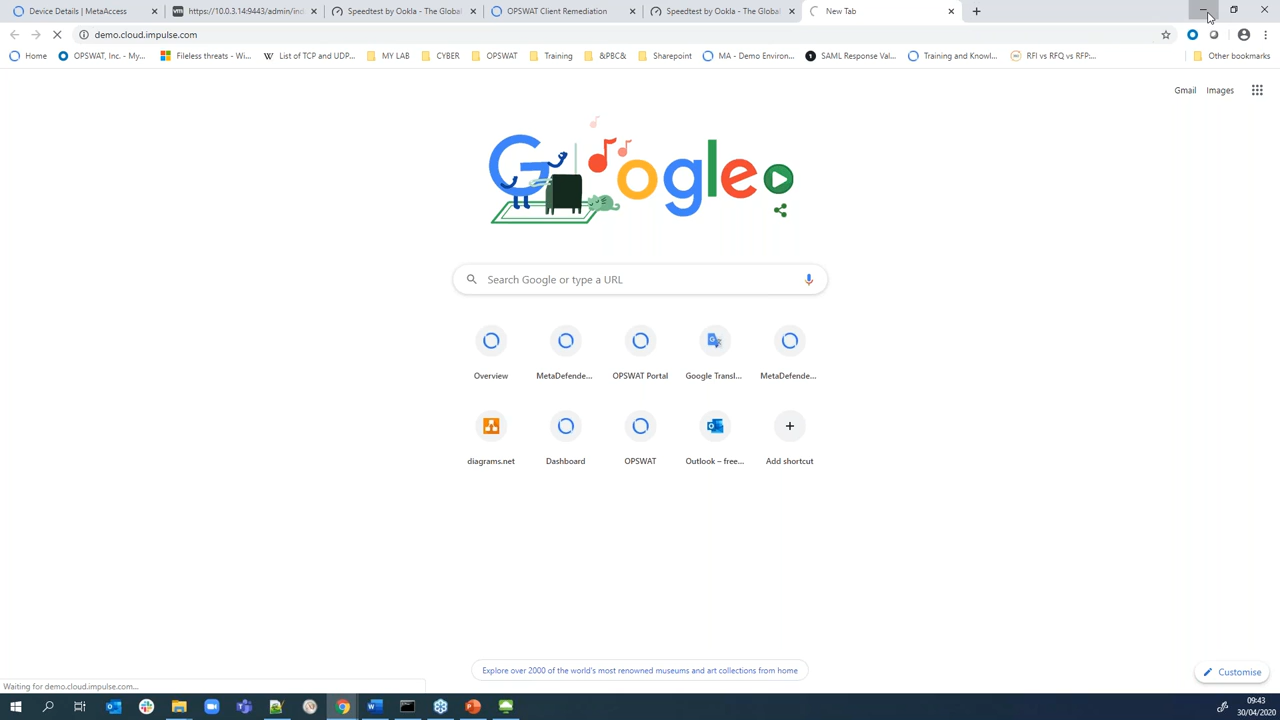 Device Details | MetaAccess
https://10.0.3.14:9443/admin/ind
Speedtest by Ookla - The Global
OPSWAT Client Remediation
Speedtest by Ookla - The Global
New Tab
demo.cloud.impulse.com
Home
OPSWAT, Inc. - My...
Fileless threats - Wi...
List of TCP and UDP...
MY LAB
CYBER
OPSWAT
Training
&PBC&
Sharepoint
MA - Demo Environ...
SAML Response Val...
Training and Knowl...
RFI vs RFQ vs RFP:...
Other bookmarks
Gmail
Images
Google
Search Google or type a URL
Overview
MetaDefende...
OPSWAT Portal
Google Transl...
MetaDefende...
diagrams.net
Dashboard
OPSWAT
Outlook – free...
Add shortcut
Explore over 2000 of the world's most renowned museums and art collections from home
Customise
Waiting for demo.cloud.impulse.com...
09:43
30/04/2020